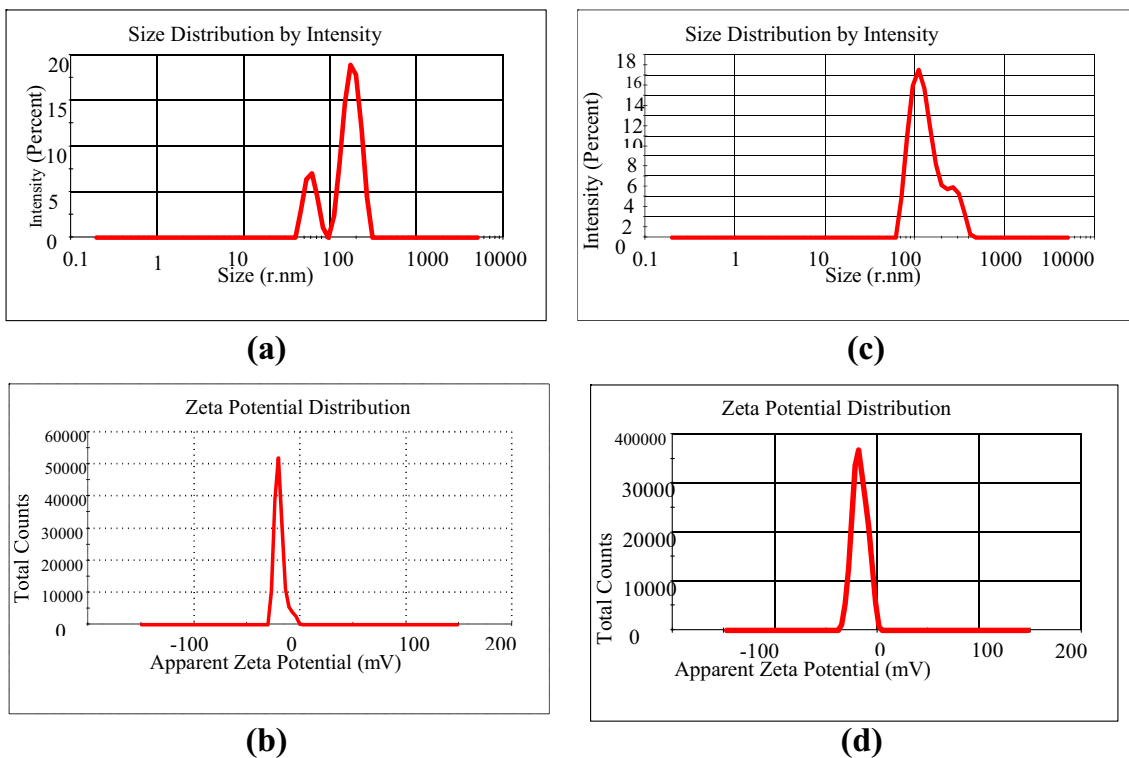 Size Distribution by Intensity
Intensity (Percent)
20
15
10
5
0
0.1 1 10 100 1000 10000
Size (r.nm)
(a)
Size Distribution by Intensity
Intensity (Percent)
18
16
14
12
10
8
6
4
2
0
0.1 1 10 100 1000 10000
Size (r.nm)
(c)
Zeta Potential Distribution
Total Counts
60000
50000
40000
30000
20000
10000
0
-100 0 100 200
Apparent Zeta Potential (mV)
(b)
Zeta Potential Distribution
Total Counts
400000
30000
20000
10000
0
-100 0 100 200
Apparent Zeta Potential (mV)
(d)